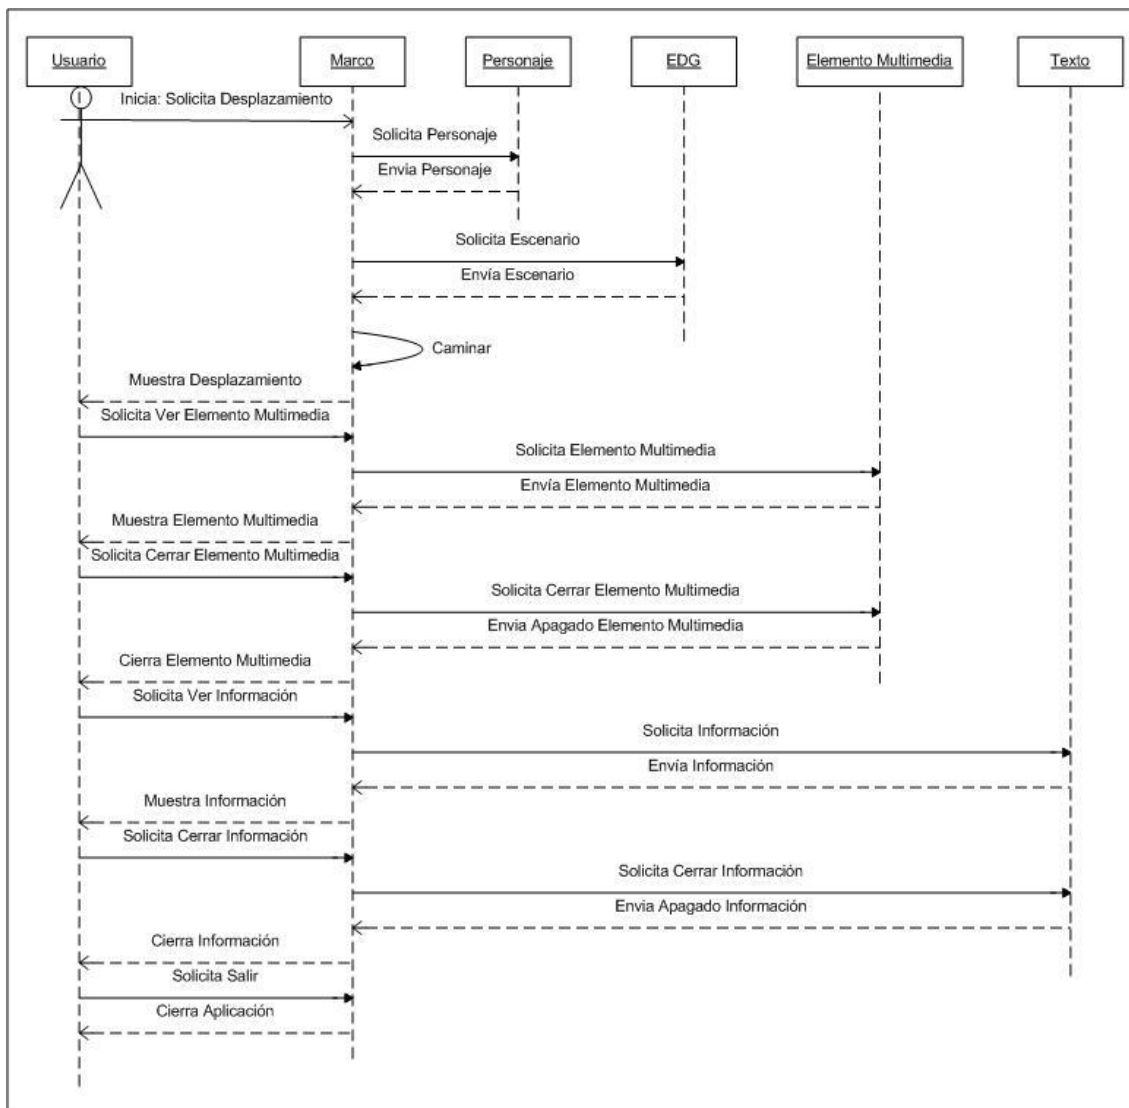 Usuario
Marco
Personaje
EDG
Elemento Multimedia
Texto
Inicia: Solicita Desplazamiento
Solicita Personaje
Envia Personaje
Solicita Escenario
Envía Escenario
Caminar
Muestra Desplazamiento
Solicita Ver Elemento Multimedia
Solicita Elemento Multimedia
Envía Elemento Multimedia
Muestra Elemento Multimedia
Solicita Cerrar Elemento Multimedia
Solicita Cerrar Elemento Multimedia
Envia Apagado Elemento Multimedia
Cierra Elemento Multimedia
Solicita Ver Información
Solicita Información
Envía Información
Muestra Información
Solicita Cerrar Información
Solicita Cerrar Información
Envia Apagado Información
Cierra Información
Solicita Salir
Cierra Aplicación